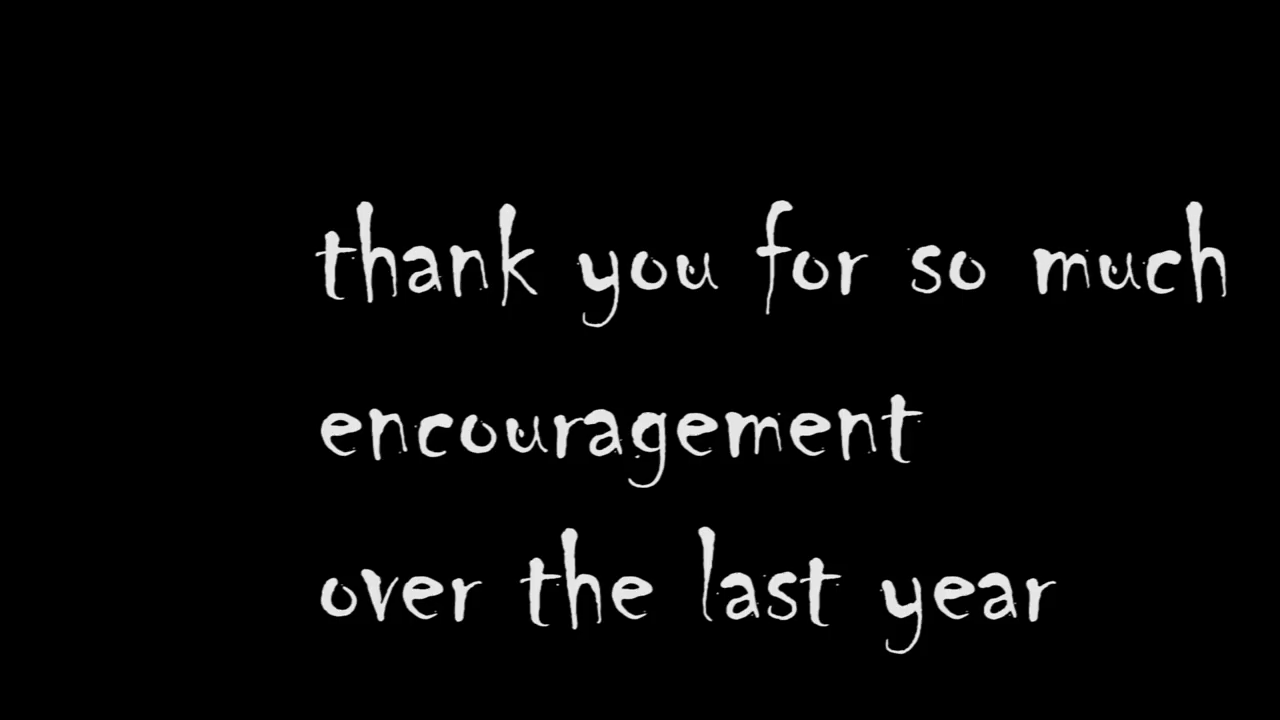 thank you for so much
encouragement
over the last year